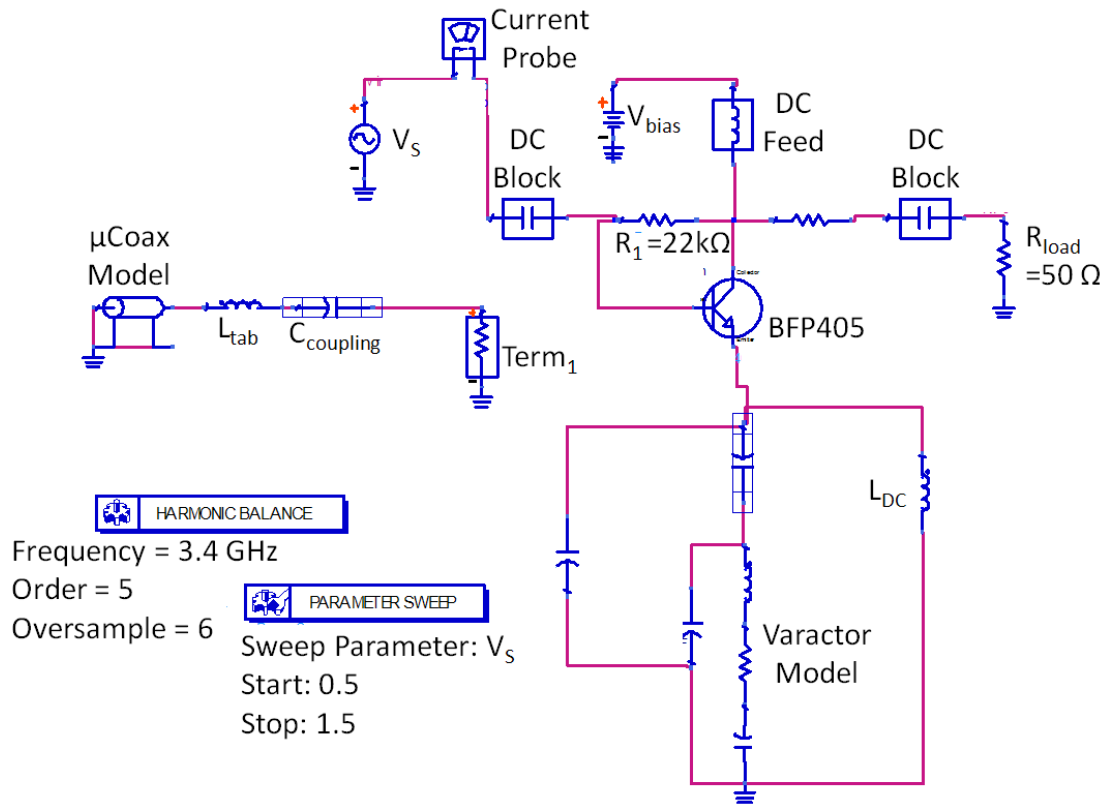 Current
Probe
V_S
DC
Block
V_bias
DC
Feed
DC
Block
R_1=22kΩ
R_load
=50 Ω
Collector
BFP405
μCoax
Model
L_tab
C_coupling
Term_1
L_DC
HARMONIC BALANCE
Frequency = 3.4 GHz
Order = 5
Oversample = 6
PARAMETER SWEEP
Sweep Parameter: V_S
Start: 0.5
Stop: 1.5
Varactor
Model